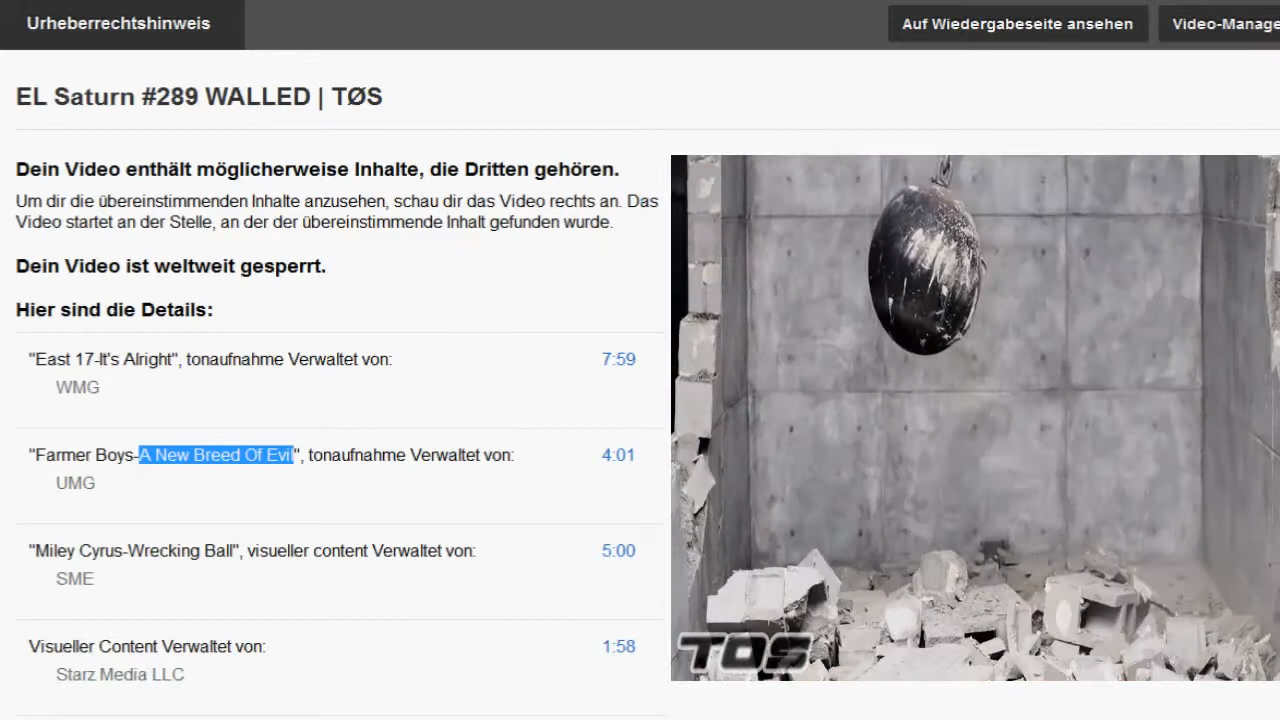 Urheberrechtshinweis
Auf Wiedergabeseite ansehen
Video-Manage
EL Saturn #289 WALLED | TØS
Dein Video enthält möglicherweise Inhalte, die Dritten gehören.
Um dir die übereinstimmenden Inhalte anzusehen, schau dir das Video rechts an. Das
Video startet an der Stelle, an der der übereinstimmende Inhalt gefunden wurde.
Dein Video ist weltweit gesperrt.
Hier sind die Details:
"East 17-It's Alright", tonaufnahme Verwaltet von: 7:59
WMG
"Farmer Boys-A New Breed Of Evil", tonaufnahme Verwaltet von: 4:01
UMG
"Miley Cyrus-Wrecking Ball", visueller content Verwaltet von: 5:00
SME
Visueller Content Verwaltet von: 1:58
Starz Media LLC
TOS